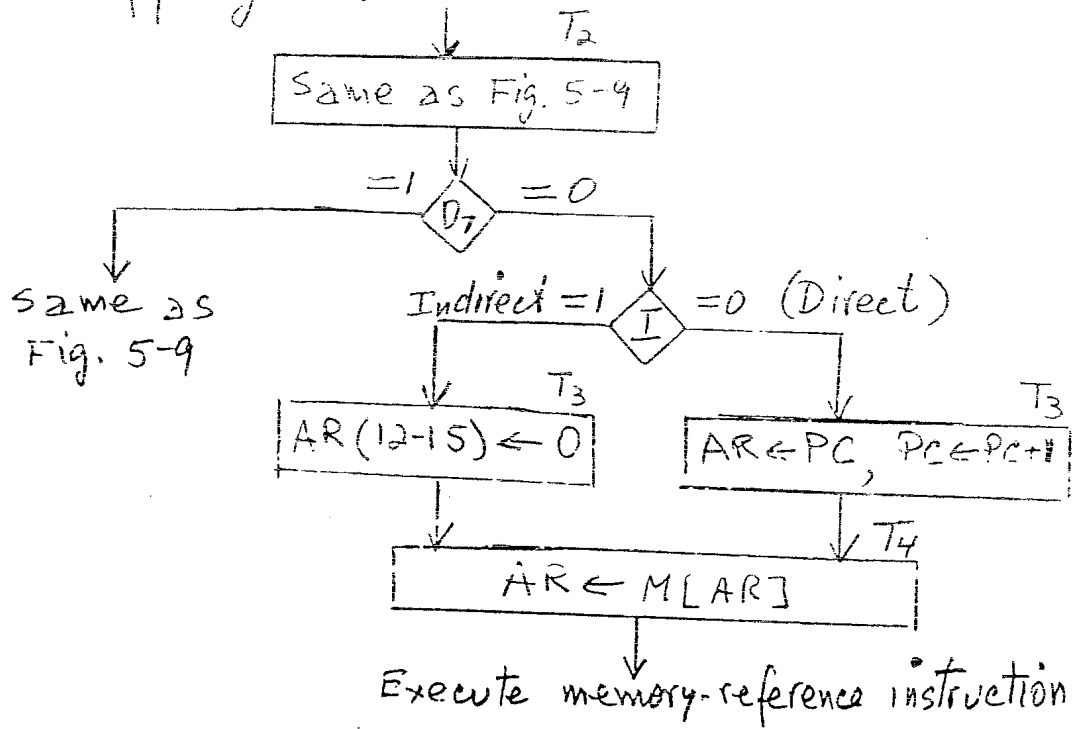 T2
Same as Fig. 5-9
=1
D7
=0
same as
Fig. 5-9
Indirect =1
I
=0 (Direct)
T3
AR(12-15) ← 0
T3
AR ← PC, PC ← PC+1
T4
AR ← M[AR]
Execute memory-reference instruction